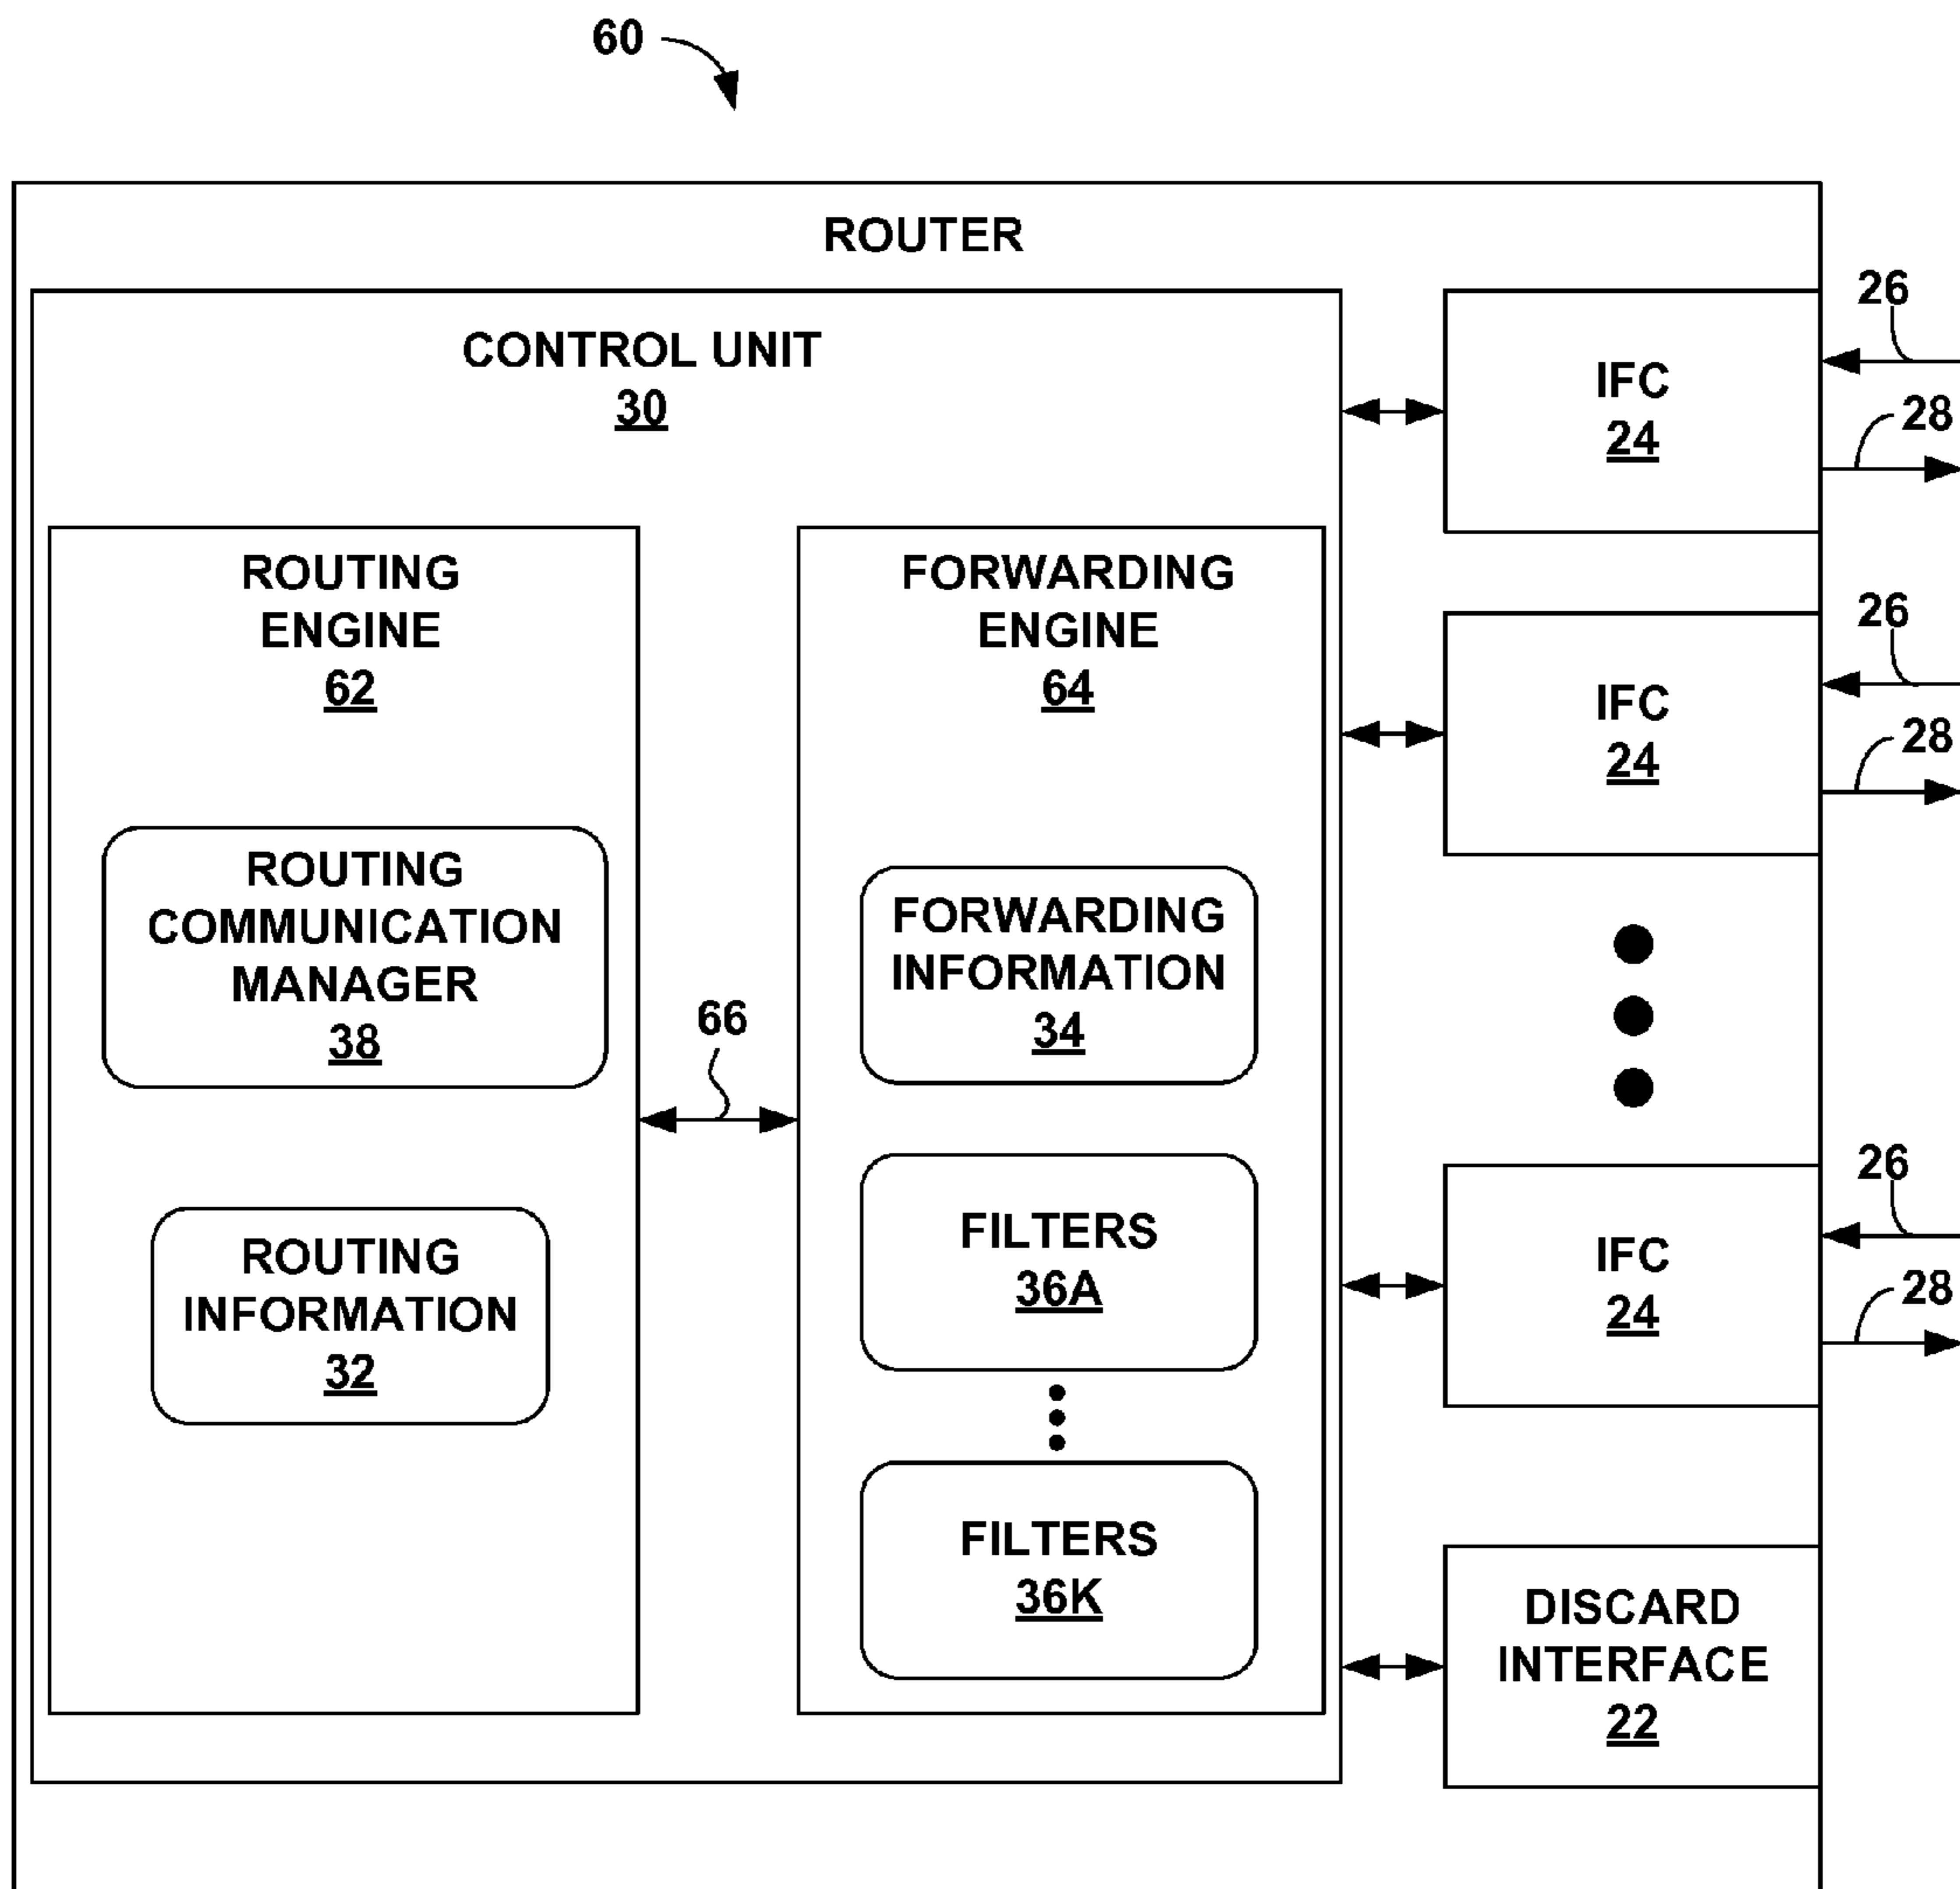 60
ROUTER
CONTROL UNIT
30
ROUTING
ENGINE
62
ROUTING
COMMUNICATION
MANAGER
38
ROUTING
INFORMATION
32
66
FORWARDING
ENGINE
64
FORWARDING
INFORMATION
34
FILTERS
36A
FILTERS
36K
IFC
24
26
28
IFC
24
26
28
IFC
24
26
28
DISCARD
INTERFACE
22